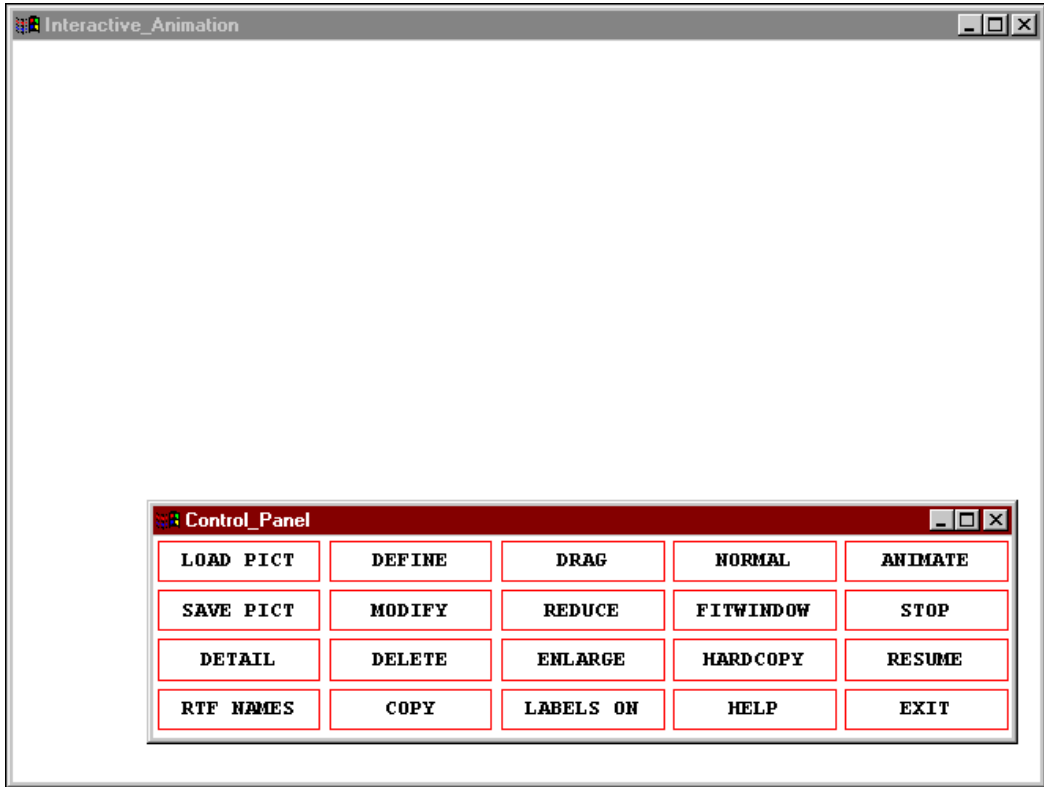 Interactive_Animation
Control_Panel
LOAD PICT DEFINE DRAG NORMAL ANIMATE
SAVE PICT MODIFY REDUCE FITWINDOW STOP
DETAIL DELETE ENLARGE HARDCOPY RESUME
RTF NAMES COPY LABELS ON HELP EXIT